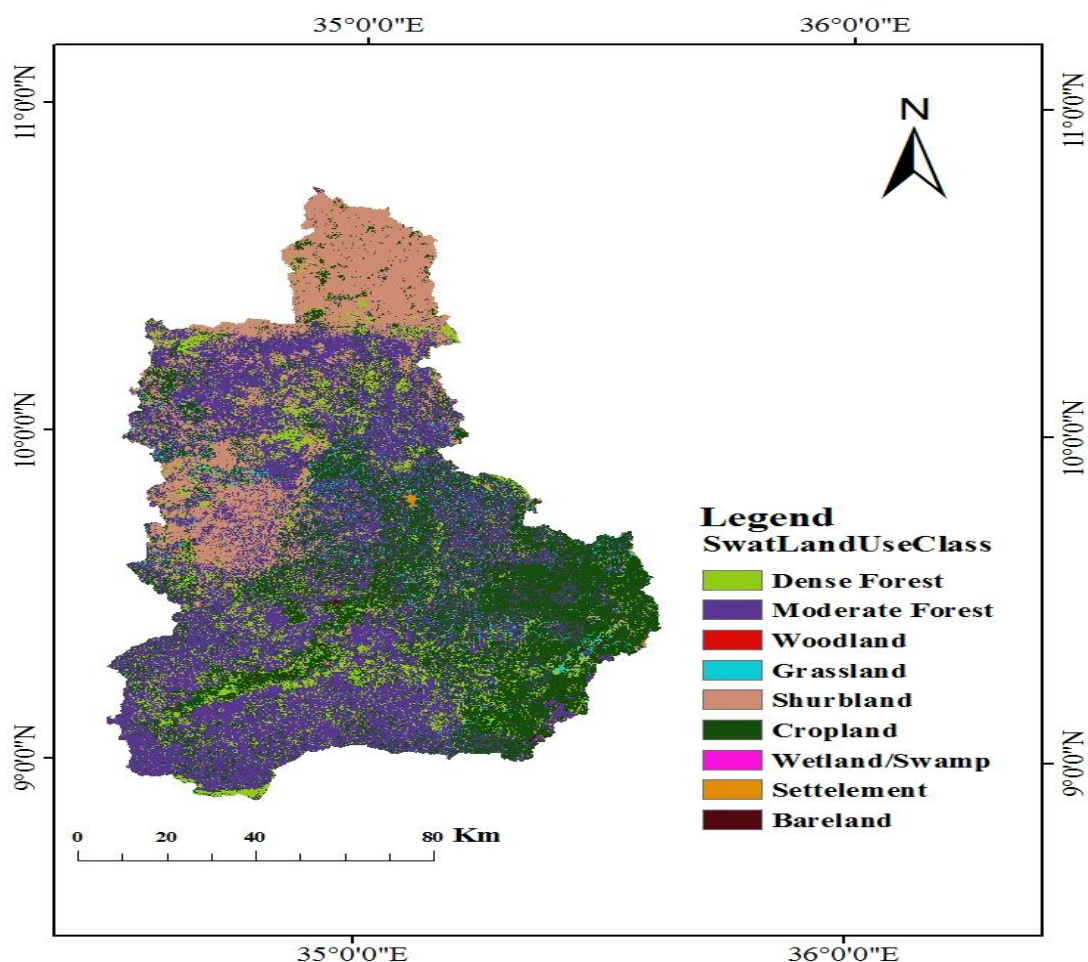 35°0'0"E 36°0'0"E
11°0'0"N
11°0'0"N
N
10°0'0"N
10°0'0"N
Legend
SwatLandUseClass
Dense Forest
Moderate Forest
Woodland
Grassland
Shurbland
Cropland
Wetland/Swamp
Settelement
Bareland
9°0'0"N
9°0'0"N
0 20 40 80 Km
35°0'0"E 36°0'0"E